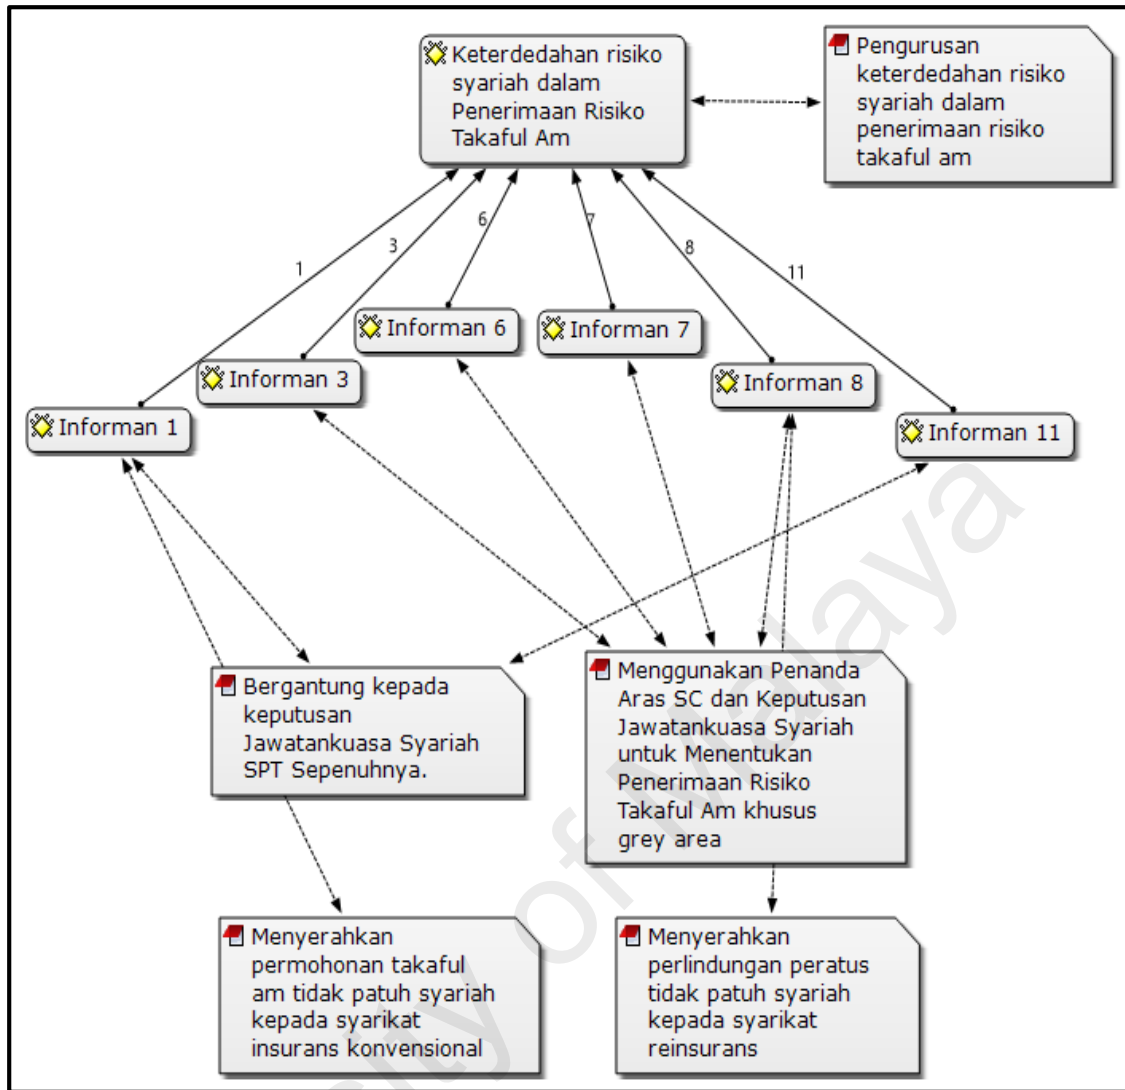 Keterdedahan risiko
syariah dalam
Penerimaan Risiko
Takaful Am
Pengurusan
keterdedahan risiko
syariah dalam
penerimaan risiko
takaful am
1
3
6
7
8
11
Informan 6
Informan 7
Informan 3
Informan 8
Informan 1
Informan 11
Bergantung kepada
keputusan
Jawatankuasa Syariah
SPT Sepenuhnya.
Menggunakan Penanda
Aras SC dan Keputusan
Jawatankuasa Syariah
untuk Menentukan
Penerimaan Risiko
Takaful Am khusus
grey area
Menyerahkan
permohonan takaful
am tidak patuh syariah
kepada syarikat
insurans konvensional
Menyerahkan
perlindungan peratus
tidak patuh syariah
kepada syarikat
reinsurans
sity of Malaya